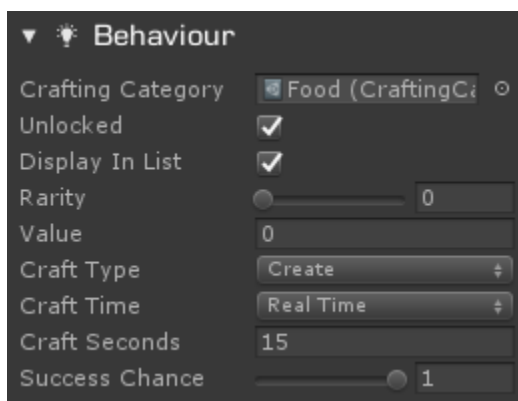 Behaviour
Crafting Category Food (CraftingCa
Unlocked
Display In List
Rarity 0
Value 0
Craft Type Create
Craft Time Real Time
Craft Seconds 15
Success Chance 1